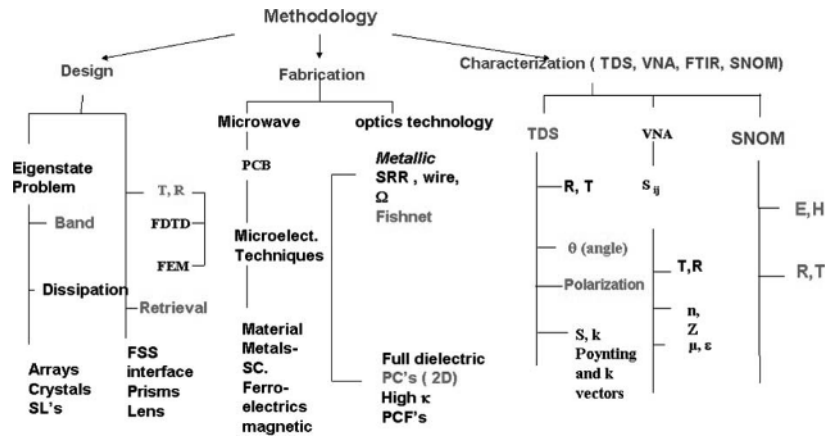 Methodology
Design
Fabrication
Characterization ( TDS, VNA, FTIR, SNOM)
Eigenstate
Problem
Band
Dissipation
Arrays
Crystals
SL's
T, R
FDTD
FEM
Retrieval
FSS
interface
Prisms
Lens
Microwave
PCB
Microelect.
Techniques
Material
Metals-
SC.
Ferro-
electrics
magnetic
optics technology
Metallic
SRR , wire,
Ω
Fishnet
Full dielectric
PC's ( 2D)
High κ
PCF's
TDS
R, T
θ (angle)
Polarization
S, k
Poynting
and k
vectors
VNA
S ij
T,R
n,
Z
μ, ε
SNOM
E,H
R,T